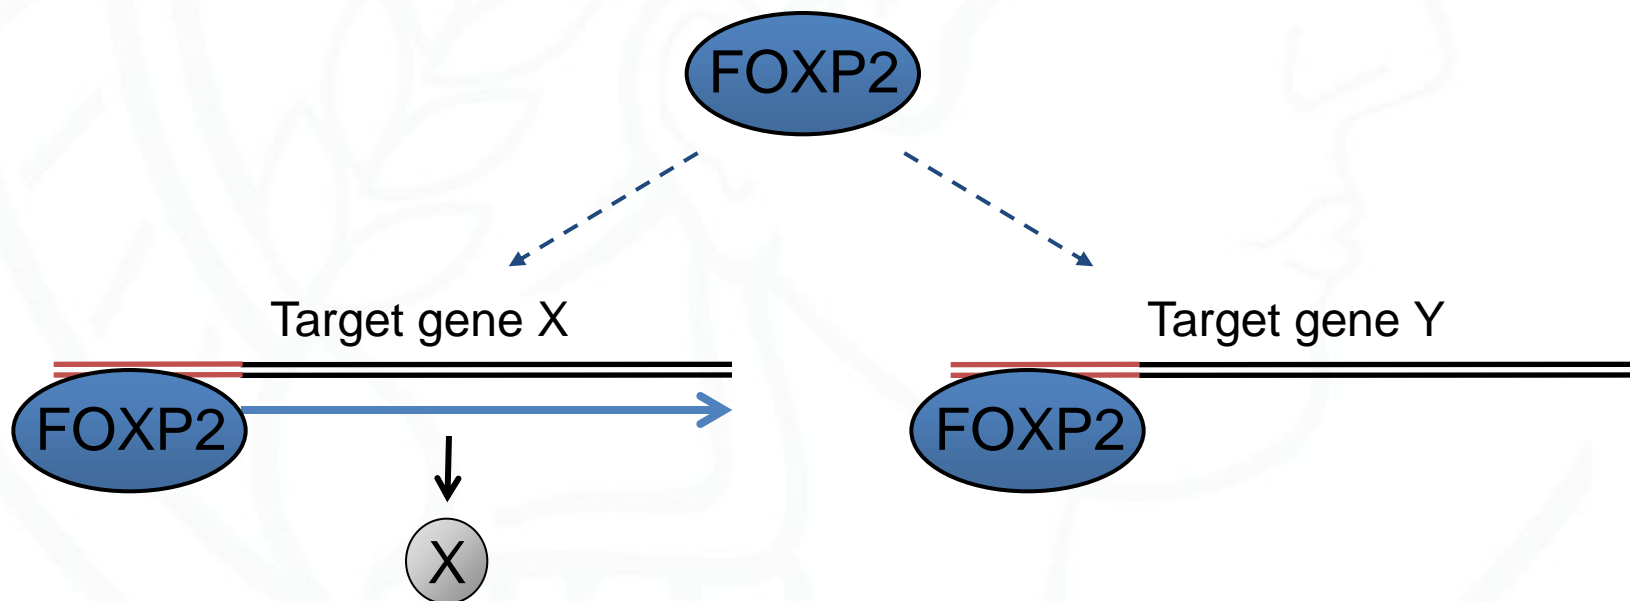 FOXP2
Target gene X
Target gene Y
FOXP2
FOXP2
X